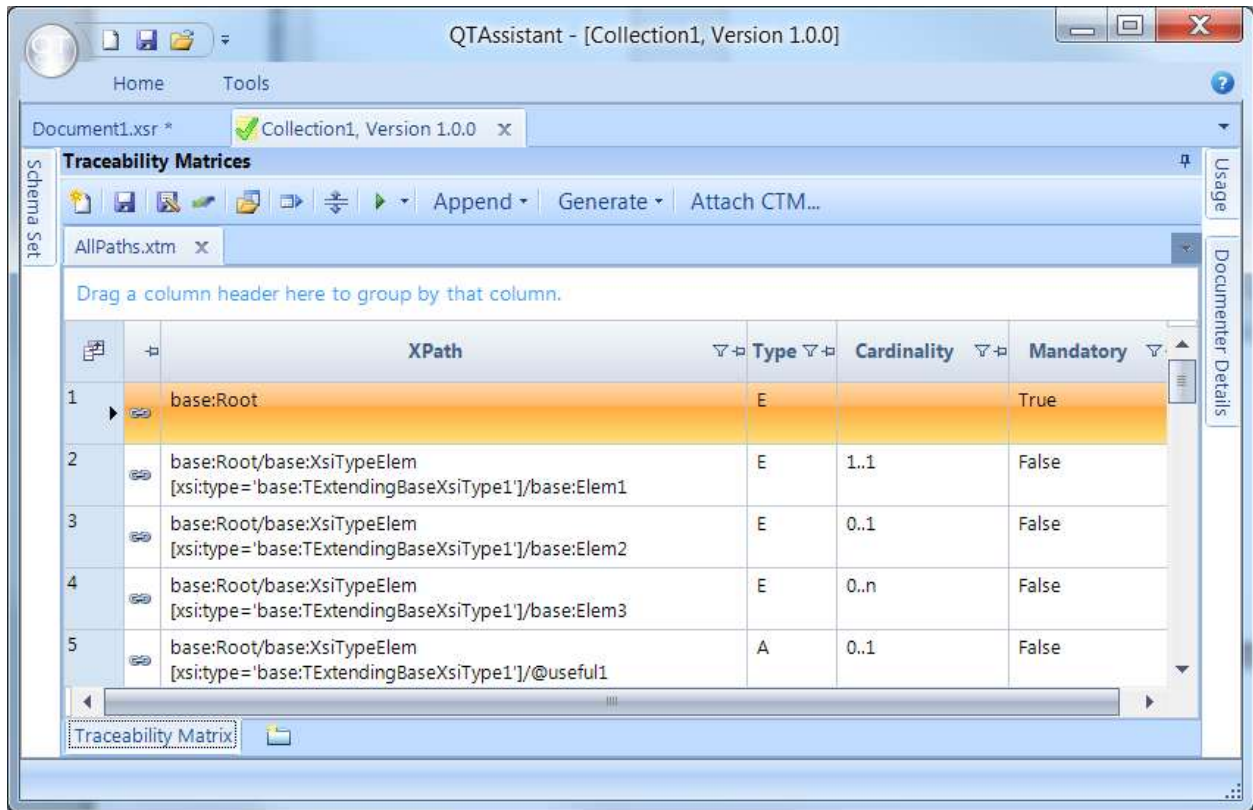 QT
QTAssistant - [Collection1, Version 1.0.0]
Home Tools
Document1.xsr * Collection1, Version 1.0.0 x
Schema Set
Traceability Matrices
Usage
Append Generate Attach CTM...
AllPaths.xtm x
Documenter Details
Drag a column header here to group by that column.
XPath Type Cardinality Mandatory
1 base:Root E True
2 base:Root/base:XsiTypeElem E 1..1 False
[xsi:type='base:TExtendingBaseXsiType1']/base:Elem1
3 base:Root/base:XsiTypeElem E 0..1 False
[xsi:type='base:TExtendingBaseXsiType1']/base:Elem2
4 base:Root/base:XsiTypeElem E 0..n False
[xsi:type='base:TExtendingBaseXsiType1']/base:Elem3
5 base:Root/base:XsiTypeElem A 0..1 False
[xsi:type='base:TExtendingBaseXsiType1']/@useful1
Traceability Matrix